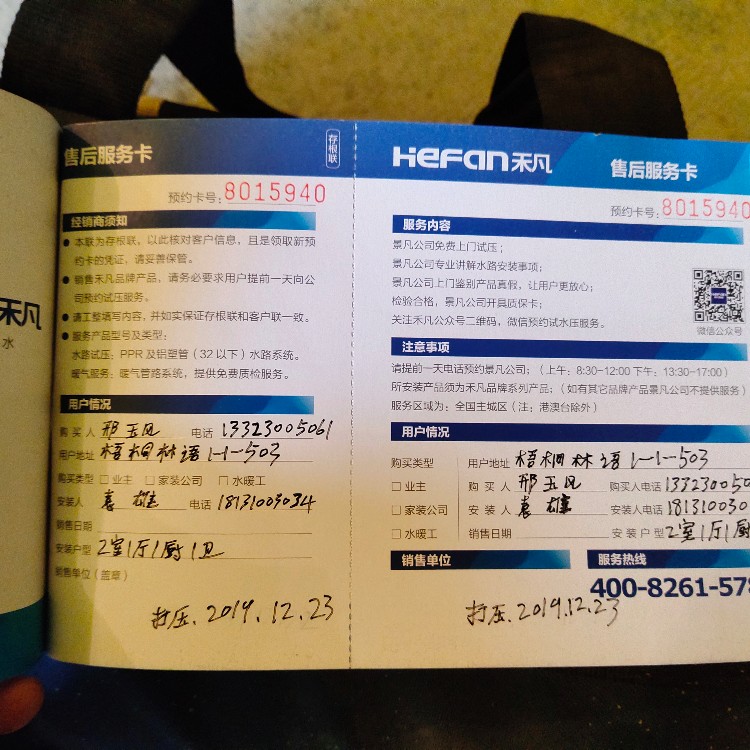 售后服务卡
存根联
预约卡号:8015940
经销商须知
● 本联为存根联，以此核对客户信息，且是领取新预
约卡的凭证，请妥善保管。
● 销售禾凡品牌产品，请务必要求用户提前一天向公
司预约试压服务。
● 请工整填写内容，并如实保证存根联和客户联一致。
● 服务产品型号及类型：
水路试压：PPR及铝塑管（32以下）水路系统。
暖气服务：暖气管路系统，提供免费质检服务。
用户情况
购买人 邢玉凤 电话 13323005061
用户地址 梧桐林语1-1-503
购买类型 □ 业主 □ 家装公司 □ 水暖工
安装人 袁雄 电话 18131003034
销售日期
安装户型 2室1厅1厨1卫
销售单位（盖章）
打压.2019.12.23
禾凡
水
HEFAN禾凡 售后服务卡
预约卡号:8015940
服务内容
景凡公司免费上门试压；
景凡公司专业讲解水路安装事项；
景凡公司上门鉴别产品真假，让用户更放心；
检验合格，景凡公司开具质保卡；
关注禾凡公众号二维码，微信预约试水压服务。
HEFAN
微信公众号
注意事项
请提前一天电话预约景凡公司；（上午：8:30-12:00 下午：13:30-17:00）
所安装产品须为禾凡品牌系列产品；（如有其它品牌产品景凡公司不提供服务）
服务区域为：全国主城区（注：港澳台除外）
用户情况
购买类型 用户地址 梧桐林语1-1-503
□ 业主 购买人 邢玉凤 购买人电话 133230050
□ 家装公司 安装人 袁雄 安装人电话 181310030
□ 水暖工 销售日期 安装户型 2室1厅1厨
销售单位 服务热线
400-8261-578
打压.2019.12.23